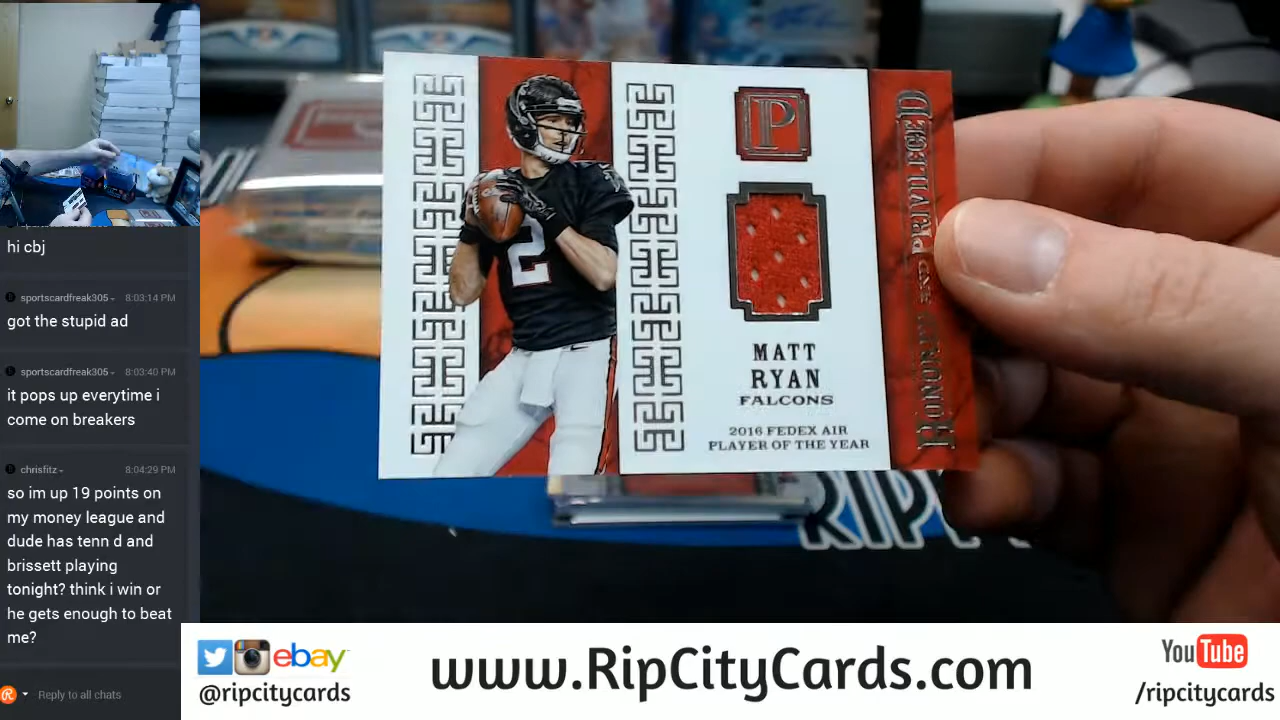 hi cbj
sportscardfreak305 8:03:14 PM
got the stupid ad
sportscardfreak305 8:03:40 PM
it pops up everytime i
come on breakers
chrisfitz 8:04:29 PM
so im up 19 points on
my money league and
dude has tenn d and
brissett playing
tonight? think i win or
he gets enough to beat
me?
Reply to all chats
2
P
MATT
RYAN
FALCONS
2016 FEDEX AIR
PLAYER OF THE YEAR
HONORED AND PRIVILEGED
RIP
ebay
@ripcitycards
www.RipCityCards.com
YouTube
/ripcitycards